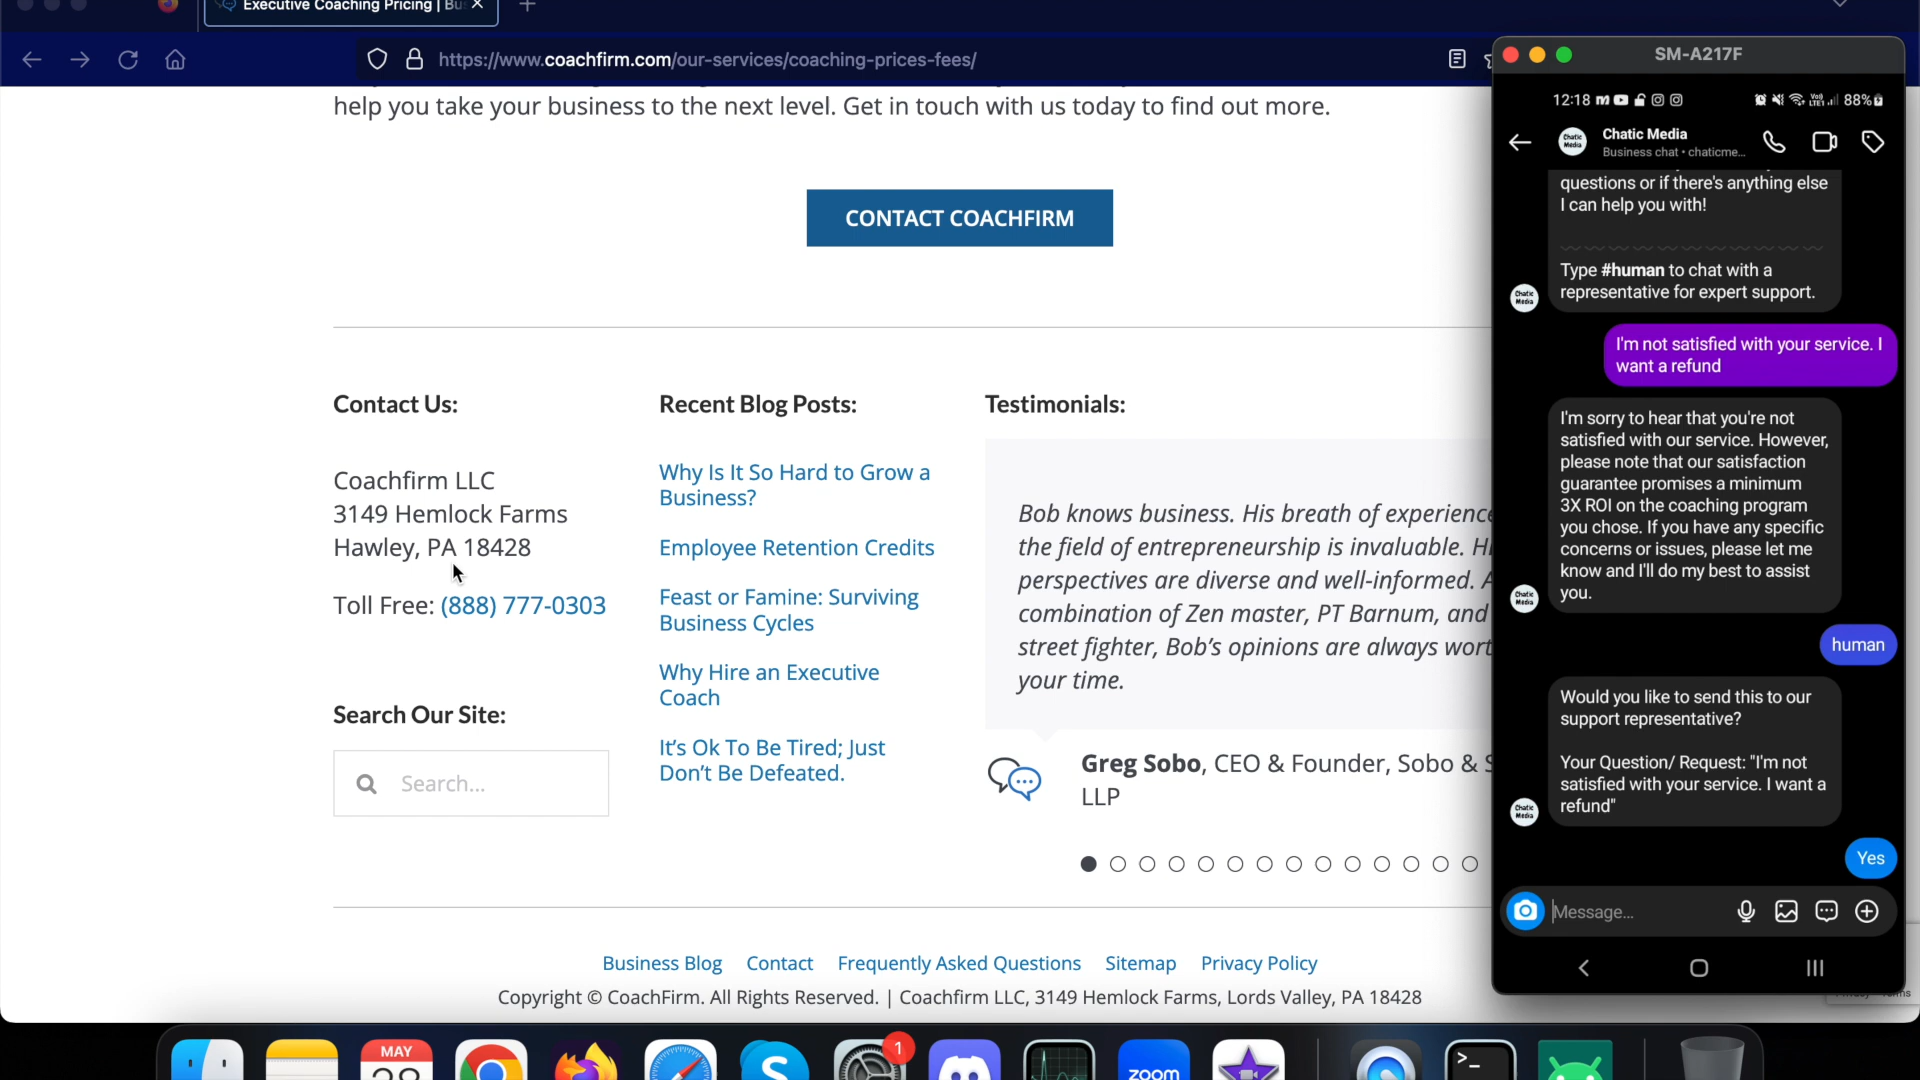 Executive Coaching Pricing | Bu
https://www.coachfirm.com/our-services/coaching-prices-fees/
help you take your business to the next level. Get in touch with us today to find out more.
CONTACT COACHFIRM
Contact Us:
Coachfirm LLC
3149 Hemlock Farms
Hawley, PA 18428
Toll Free: (888) 777-0303
Search Our Site:
Search...
Recent Blog Posts:
Why Is It So Hard to Grow a
Business?
Employee Retention Credits
Feast or Famine: Surviving
Business Cycles
Why Hire an Executive
Coach
It's Ok To Be Tired; Just
Don't Be Defeated.
Testimonials:
Bob knows business. His breath of experience
the field of entrepreneurship is invaluable. H
perspectives are diverse and well-informed. A
combination of Zen master, PT Barnum, and
street fighter, Bob's opinions are always wort
your time.
Greg Sobo, CEO & Founder, Sobo & S
LLP
Business Blog Contact Frequently Asked Questions Sitemap Privacy Policy
Copyright © CoachFirm. All Rights Reserved. | Coachfirm LLC, 3149 Hemlock Farms, Lords Valley, PA 18428
SM-A217F
12:18 88%
Chatic Media
Business chat • chaticme...
questions or if there's anything else
I can help you with!
Type #human to chat with a
representative for expert support.
Chatic
Media
I'm not satisfied with your service. I
want a refund
I'm sorry to hear that you're not
satisfied with our service. However,
please note that our satisfaction
guarantee promises a minimum
3X ROI on the coaching program
you chose. If you have any specific
concerns or issues, please let me
know and I'll do my best to assist
you.
Chatic
Media
human
Would you like to send this to our
support representative?
Your Question/ Request: "I'm not
satisfied with your service. I want a
refund"
Chatic
Media
Yes
Message...
MAY
28
1
zoom